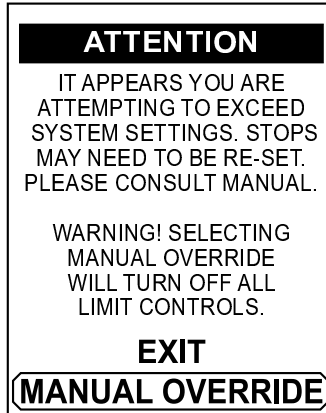 ATTENTION
IT APPEARS YOU ARE
ATTEMPTING TO EXCEED
SYSTEM SETTINGS. STOPS
MAY NEED TO BE RE-SET.
PLEASE CONSULT MANUAL.
WARNING! SELECTING
MANUAL OVERRIDE
WILL TURN OFF ALL
LIMIT CONTROLS.
EXIT
MANUAL OVERRIDE